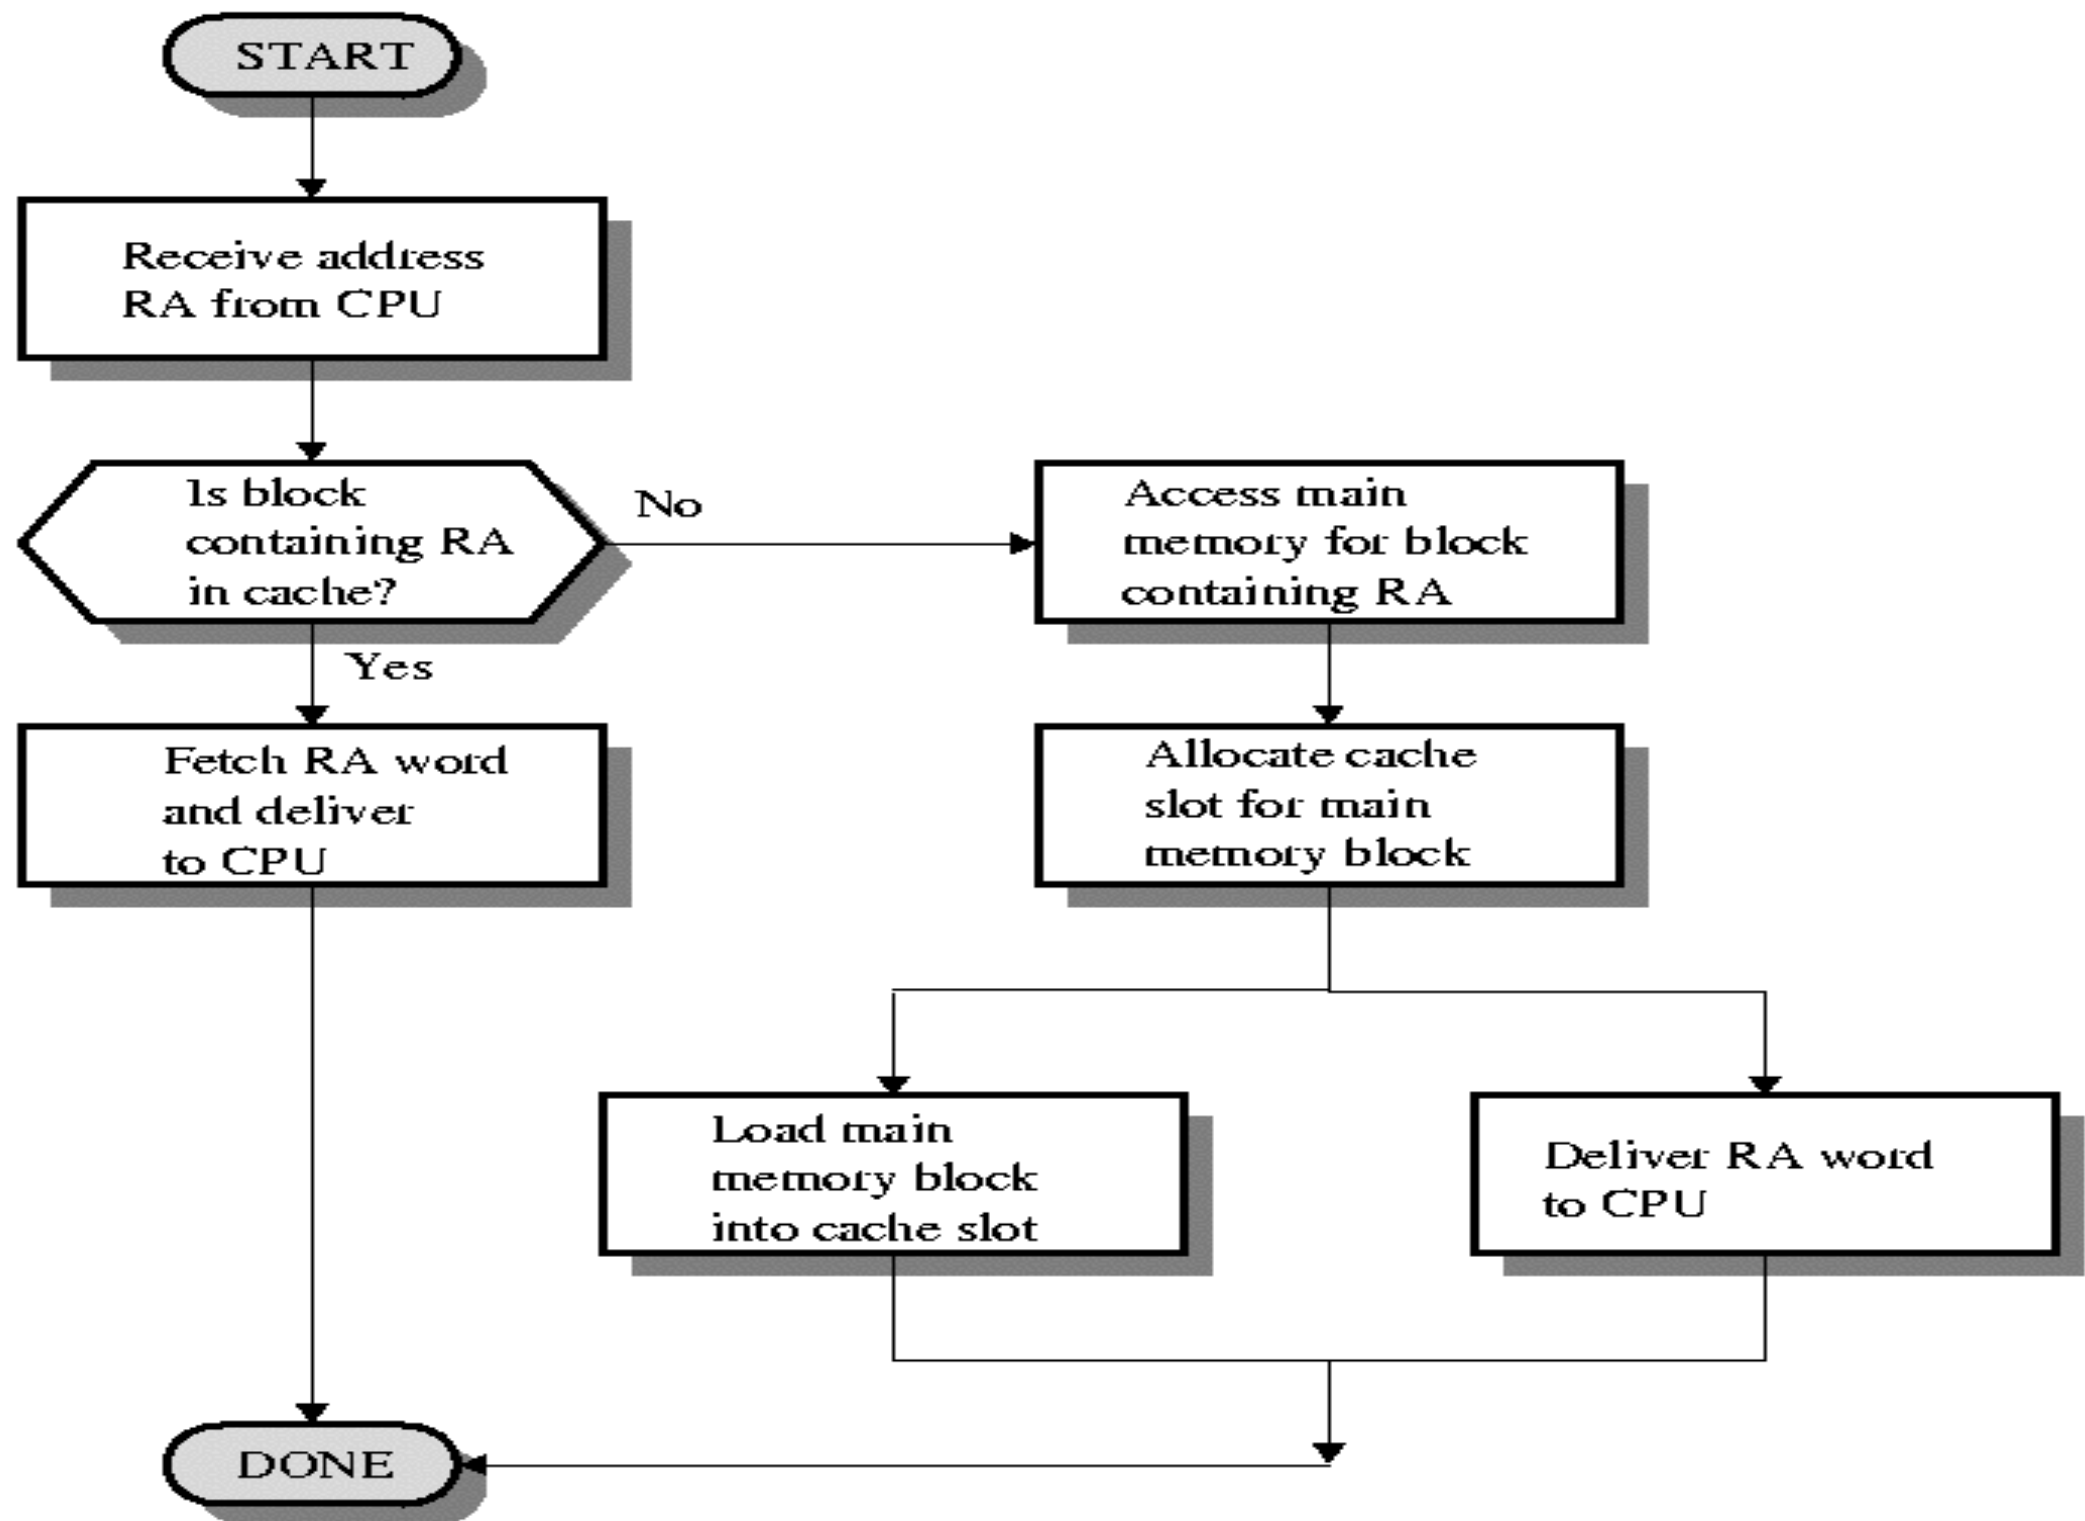 START
Receive address
RA from CPU
Is block
containing RA
in cache?
No
Access main
memory for block
containing RA
Yes
Fetch RA word
and deliver
to CPU
Allocate cache
slot for main
memory block
Load main
memory block
into cache slot
Deliver RA word
to CPU
DONE